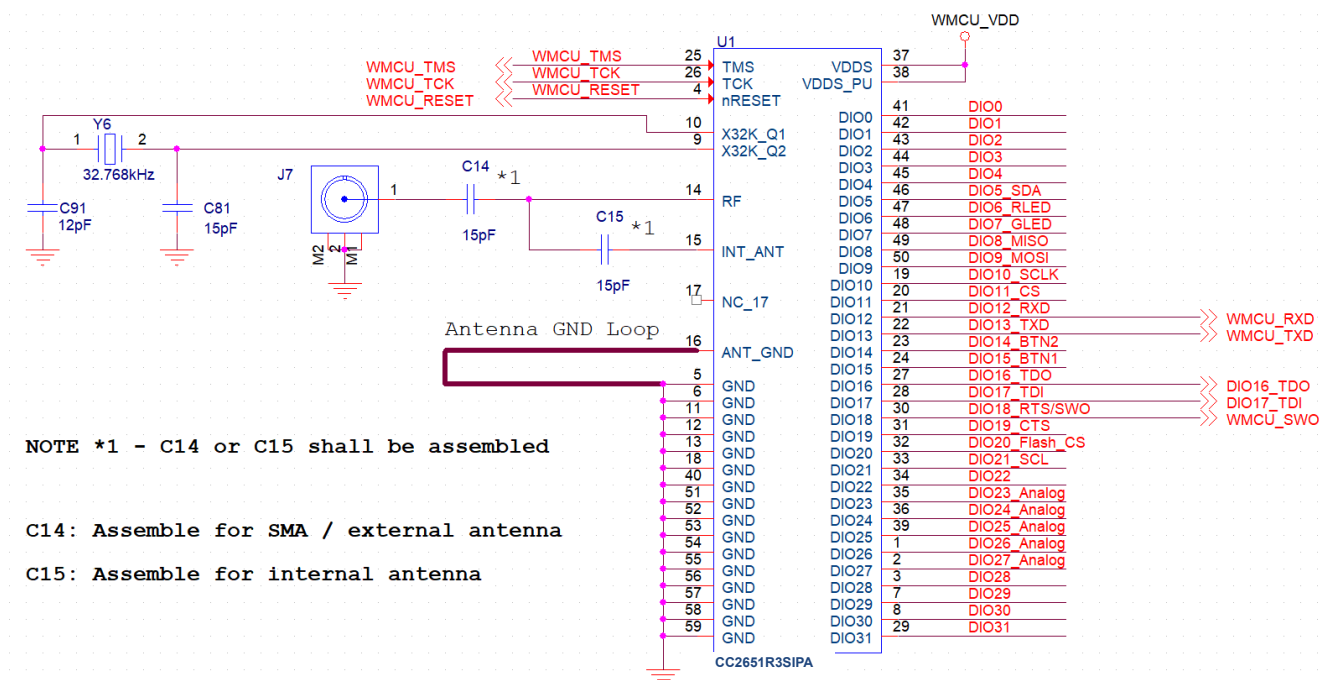 WMCU_VDD
U1
WMCU_TMS WMCU_TMS 25 TMS
WMCU_TCK WMCU_TCK 26 TCK
WMCU_RESET WMCU_RESET 4 nRESET
37 VDDS
38 VDDS_PU
Y6
1 2
32.768kHz
10 X32K_Q1
9 X32K_Q2
C91
12pF
C81
15pF
J7
1
M2
2
M1
C14 *1
15pF
14 RF
C15 *1
15pF
15 INT_ANT
17 NC_17
Antenna GND Loop
16 ANT_GND
5 GND
6 GND
11 GND
12 GND
13 GND
18 GND
40 GND
51 GND
52 GND
53 GND
54 GND
55 GND
56 GND
57 GND
58 GND
59 GND
DIO0 41 DIO0
DIO1 42 DIO1
DIO2 43 DIO2
DIO3 44 DIO3
DIO4 45 DIO4
DIO5 46 DIO5_SDA
DIO6 47 DIO6_RLED
DIO7 48 DIO7_GLED
DIO8 49 DIO8_MISO
DIO9 50 DIO9_MOSI
DIO10 19 DIO10_SCLK
DIO11 20 DIO11_CS
DIO12 21 DIO12_RXD WMCU_RXD
DIO13 22 DIO13_TXD WMCU_TXD
DIO14 23 DIO14_BTN2
DIO15 24 DIO15_BTN1
DIO16 27 DIO16_TDO DIO16_TDO
DIO17 28 DIO17_TDI DIO17_TDI
DIO18 30 DIO18_RTS/SWO WMCU_SWO
DIO19 31 DIO19_CTS
DIO20 32 DIO20_Flash_CS
DIO21 33 DIO21_SCL
DIO22 34 DIO22
DIO23 35 DIO23_Analog
DIO24 36 DIO24_Analog
DIO25 39 DIO25_Analog
DIO26 1 DIO26_Analog
DIO27 2 DIO27_Analog
DIO28 3 DIO28
DIO29 7 DIO29
DIO30 8 DIO30
DIO31 29 DIO31
CC2651R3SIPA
NOTE *1 - C14 or C15 shall be assembled
C14: Assemble for SMA / external antenna
C15: Assemble for internal antenna